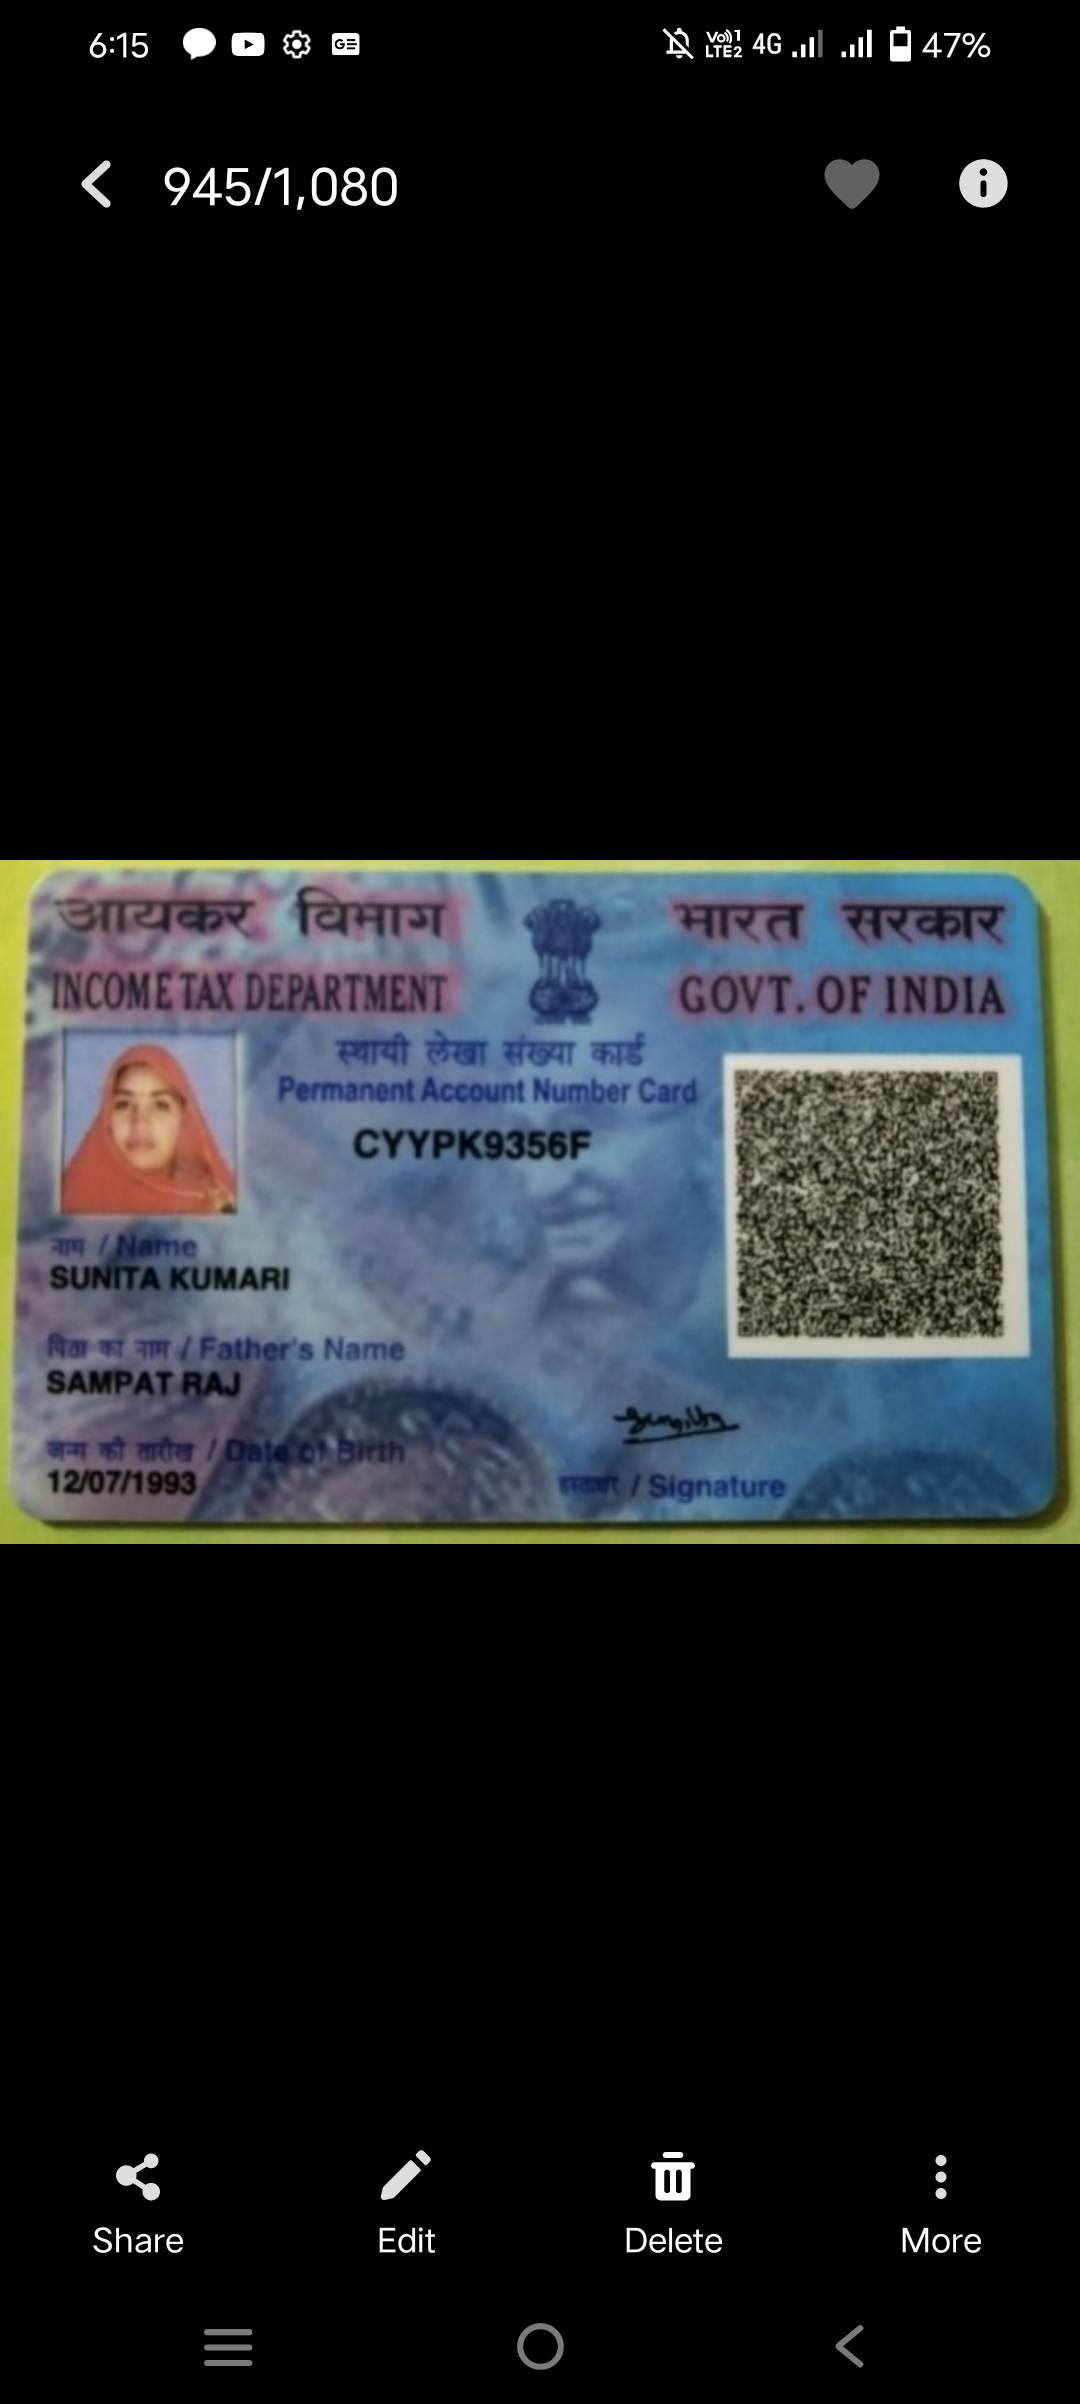 6:15 Vo)) 1 LTE2 4G 47%
945/1,080
आयकर विभाग भारत सरकार
INCOME TAX DEPARTMENT GOVT. OF INDIA
स्थायी लेखा संख्या कार्ड
Permanent Account Number Card
CYYPK9356F
नाम / Name
SUNITA KUMARI
पिता का नाम / Father's Name
SAMPAT RAJ
जन्म की तारीख / Date of Birth
12/07/1993
हस्ताक्षर / Signature
Share Edit Delete More